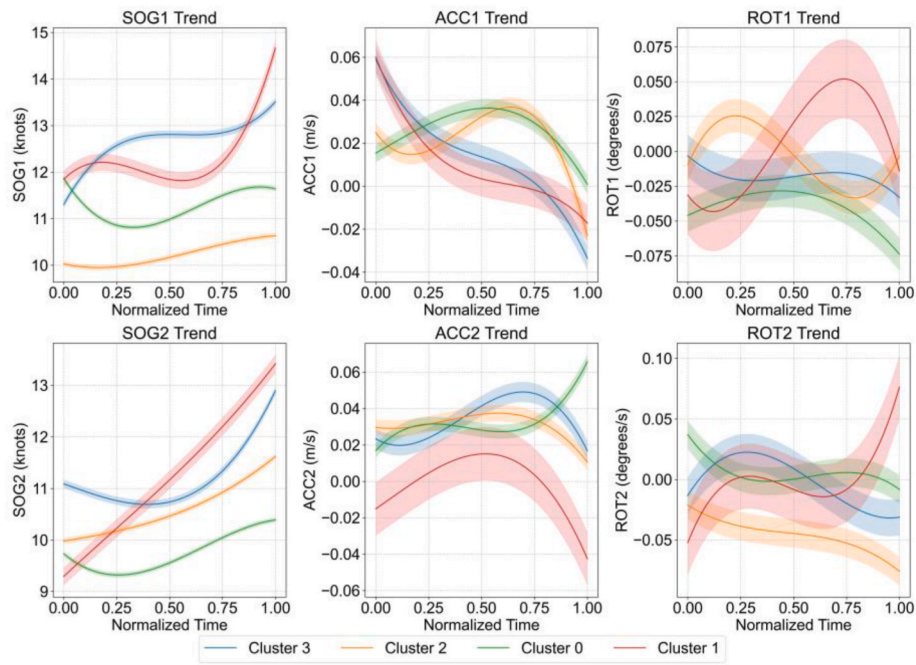 SOG1 Trend
ACC1 Trend
ROT1 Trend
SOG1 (knots)
15
14
13
12
11
10
0.00 0.25 0.50 0.75 1.00
Normalized Time
ACC1 (m/s)
0.06
0.04
0.02
0.00
−0.02
−0.04
0.00 0.25 0.50 0.75 1.00
Normalized Time
ROT1 (degrees/s)
0.075
0.050
0.025
0.000
−0.025
−0.050
−0.075
0.00 0.25 0.50 0.75 1.00
Normalized Time
SOG2 Trend
ACC2 Trend
ROT2 Trend
SOG2 (knots)
13
12
11
10
9
0.00 0.25 0.50 0.75 1.00
Normalized Time
ACC2 (m/s)
0.06
0.04
0.02
0.00
−0.02
−0.04
−0.06
0.00 0.25 0.50 0.75 1.00
Normalized Time
ROT2 (degrees/s)
0.10
0.05
0.00
−0.05
0.00 0.25 0.50 0.75 1.00
Normalized Time
Cluster 3 Cluster 2 Cluster 0 Cluster 1